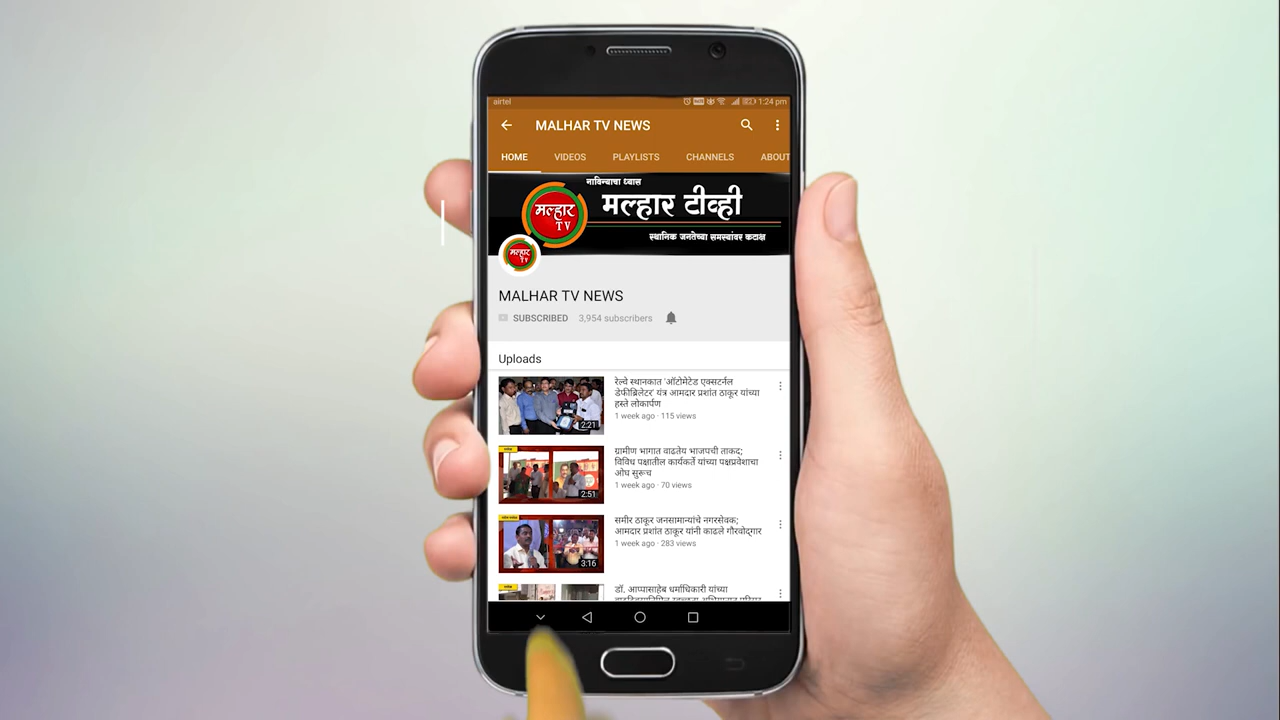 airtel 1:24 pm
MALHAR TV NEWS
HOME VIDEOS PLAYLISTS CHANNELS ABOUT
नाविन्याचा ध्यास
मल्हार टीव्ही
मल्हार
TV
स्थानिक जनतेच्या समस्यांवर कटाक्ष
मल्हार
TV
MALHAR TV NEWS
SUBSCRIBED 3,954 subscribers
Uploads
रेल्वे स्थानकात 'ऑटोमेटेड एक्सटर्नल
डेफीब्रिलेटर' यंत्र आमदार प्रशांत ठाकूर यांच्या
हस्ते लोकार्पण
1 week ago · 115 views
2:21
ग्रामीण भागात वाढतेय भाजपची ताकद;
विविध पक्षातील कार्यकर्ते यांच्या पक्षप्रवेशाचा
ओघ सुरूच
1 week ago · 70 views
2:51
समीर ठाकूर जनसामान्यांचे नगरसेवक;
आमदार प्रशांत ठाकूर यांनी काढले गौरवोद्गार
1 week ago · 283 views
3:16
डॉ. आप्पासाहेब धर्माधिकारी यांच्या